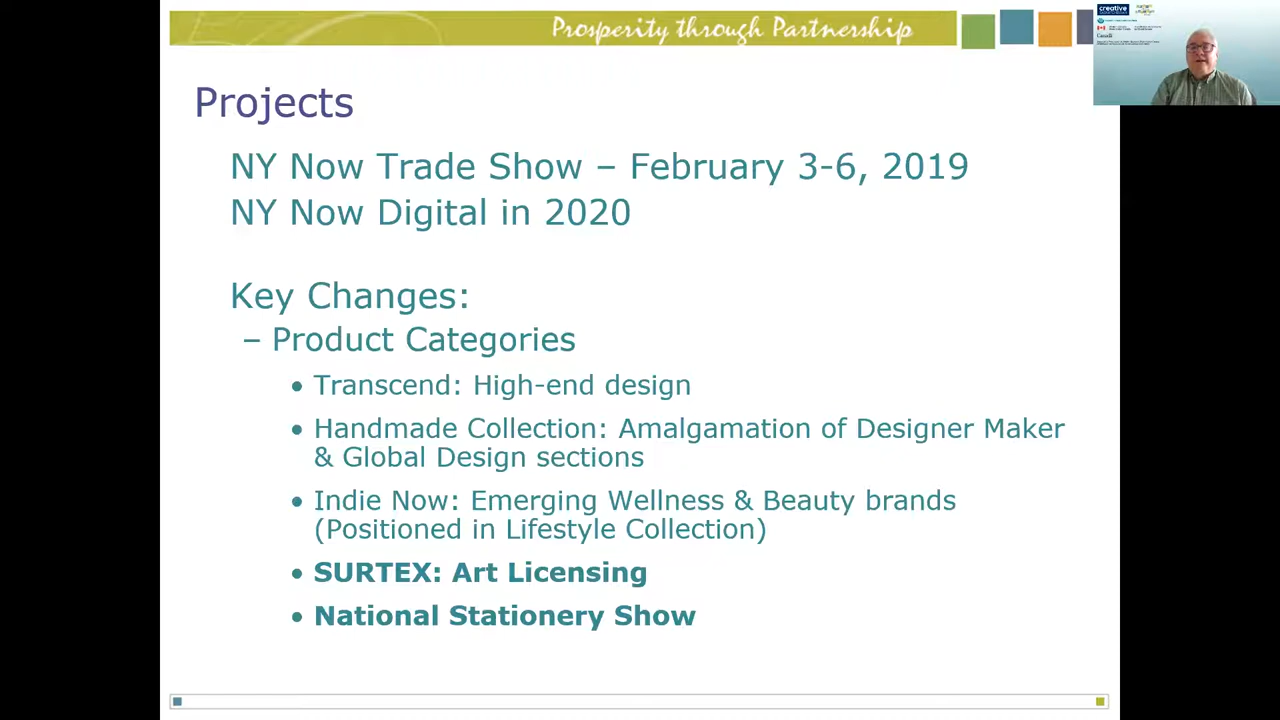 Prosperity through Partnership
creative
Canada
Projects
NY Now Trade Show – February 3-6, 2019
NY Now Digital in 2020
Key Changes:
– Product Categories
• Transcend: High-end design
• Handmade Collection: Amalgamation of Designer Maker
& Global Design sections
• Indie Now: Emerging Wellness & Beauty brands
(Positioned in Lifestyle Collection)
• SURTEX: Art Licensing
• National Stationery Show